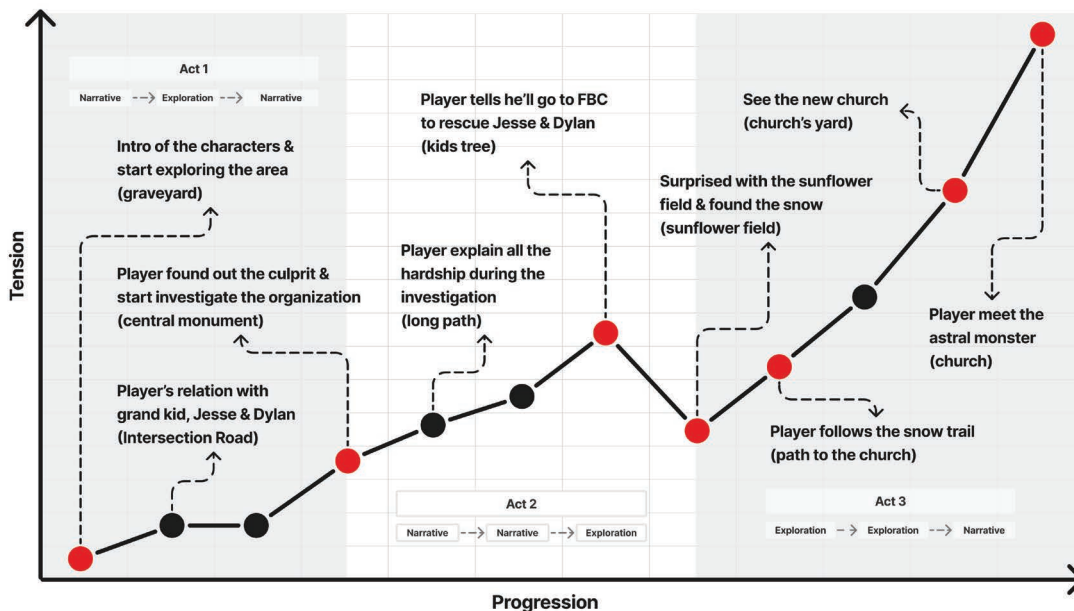 Act 1
Narrative
Exploration
Narrative
Intro of the characters &
start exploring the area
(graveyard)
Player found out the culprit &
start investigate the organization
(central monument)
Player's relation with
grand kid, Jesse & Dylan
(Intersection Road)
Player tells he'll go to FBC
to rescue Jesse & Dylan
(kids tree)
Player explain all the
hardship during the
investigation
(long path)
Act 2
Narrative
Narrative
Exploration
See the new church
(church's yard)
Surprised with the sunflower
field & found the snow
(sunflower field)
Player meet the
astral monster
(church)
Player follows the snow trail
(path to the church)
Act 3
Exploration
Exploration
Narrative
Tension
Progression